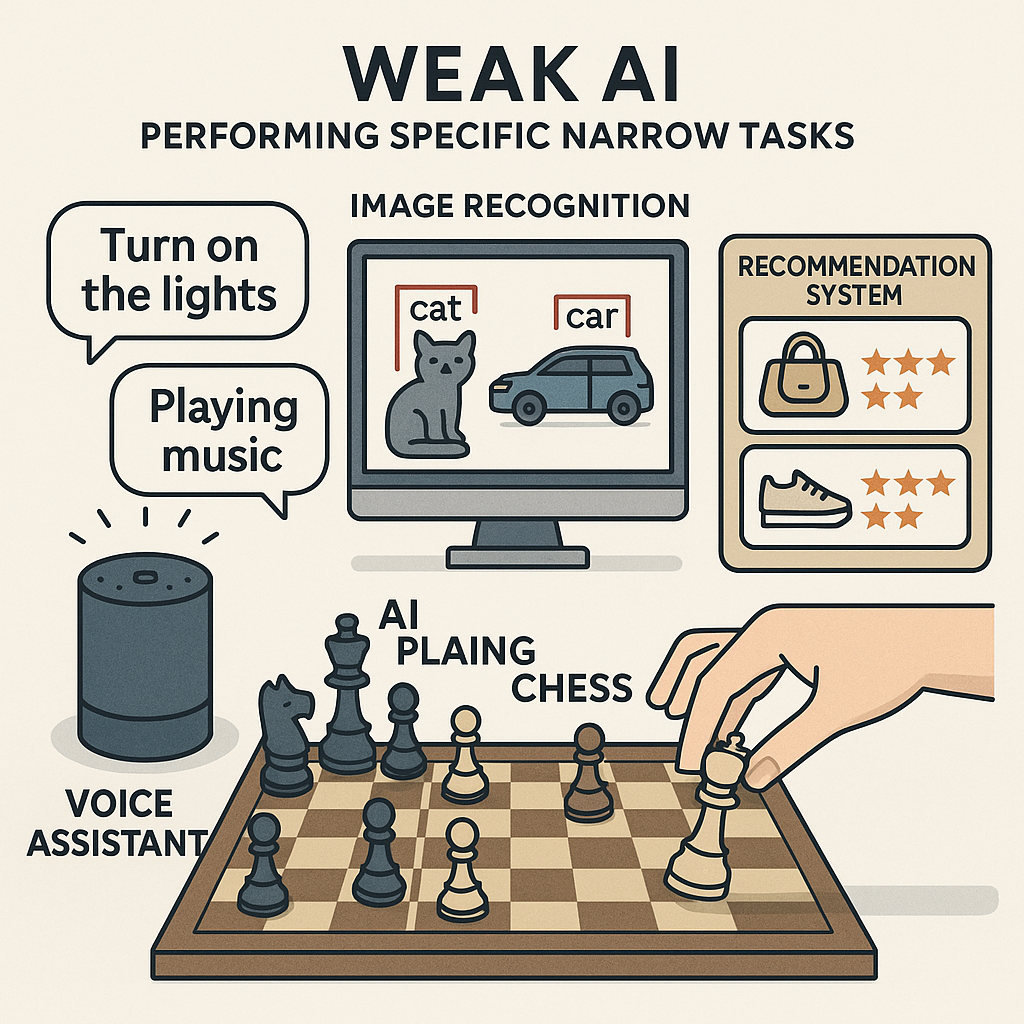 WEAK AI
PERFORMING SPECIFIC NARROW TASKS
Turn on
the lights
Playing
music
VOICE
ASSISTANT
IMAGE RECOGNITION
cat
car
RECOMMENDATION
SYSTEM
AI
PLAING
CHESS